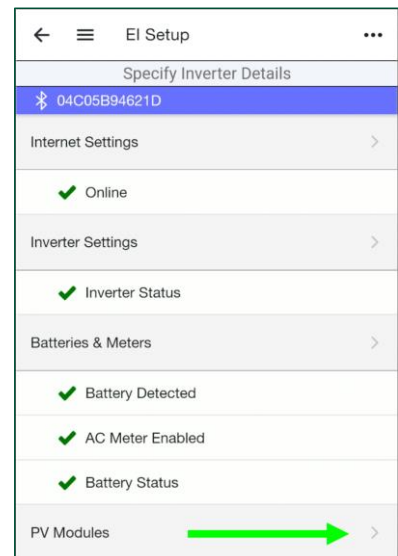 EI Setup
Specify Inverter Details
04C05B94621D
Internet Settings
Online
Inverter Settings
Inverter Status
Batteries & Meters
Battery Detected
AC Meter Enabled
Battery Status
PV Modules